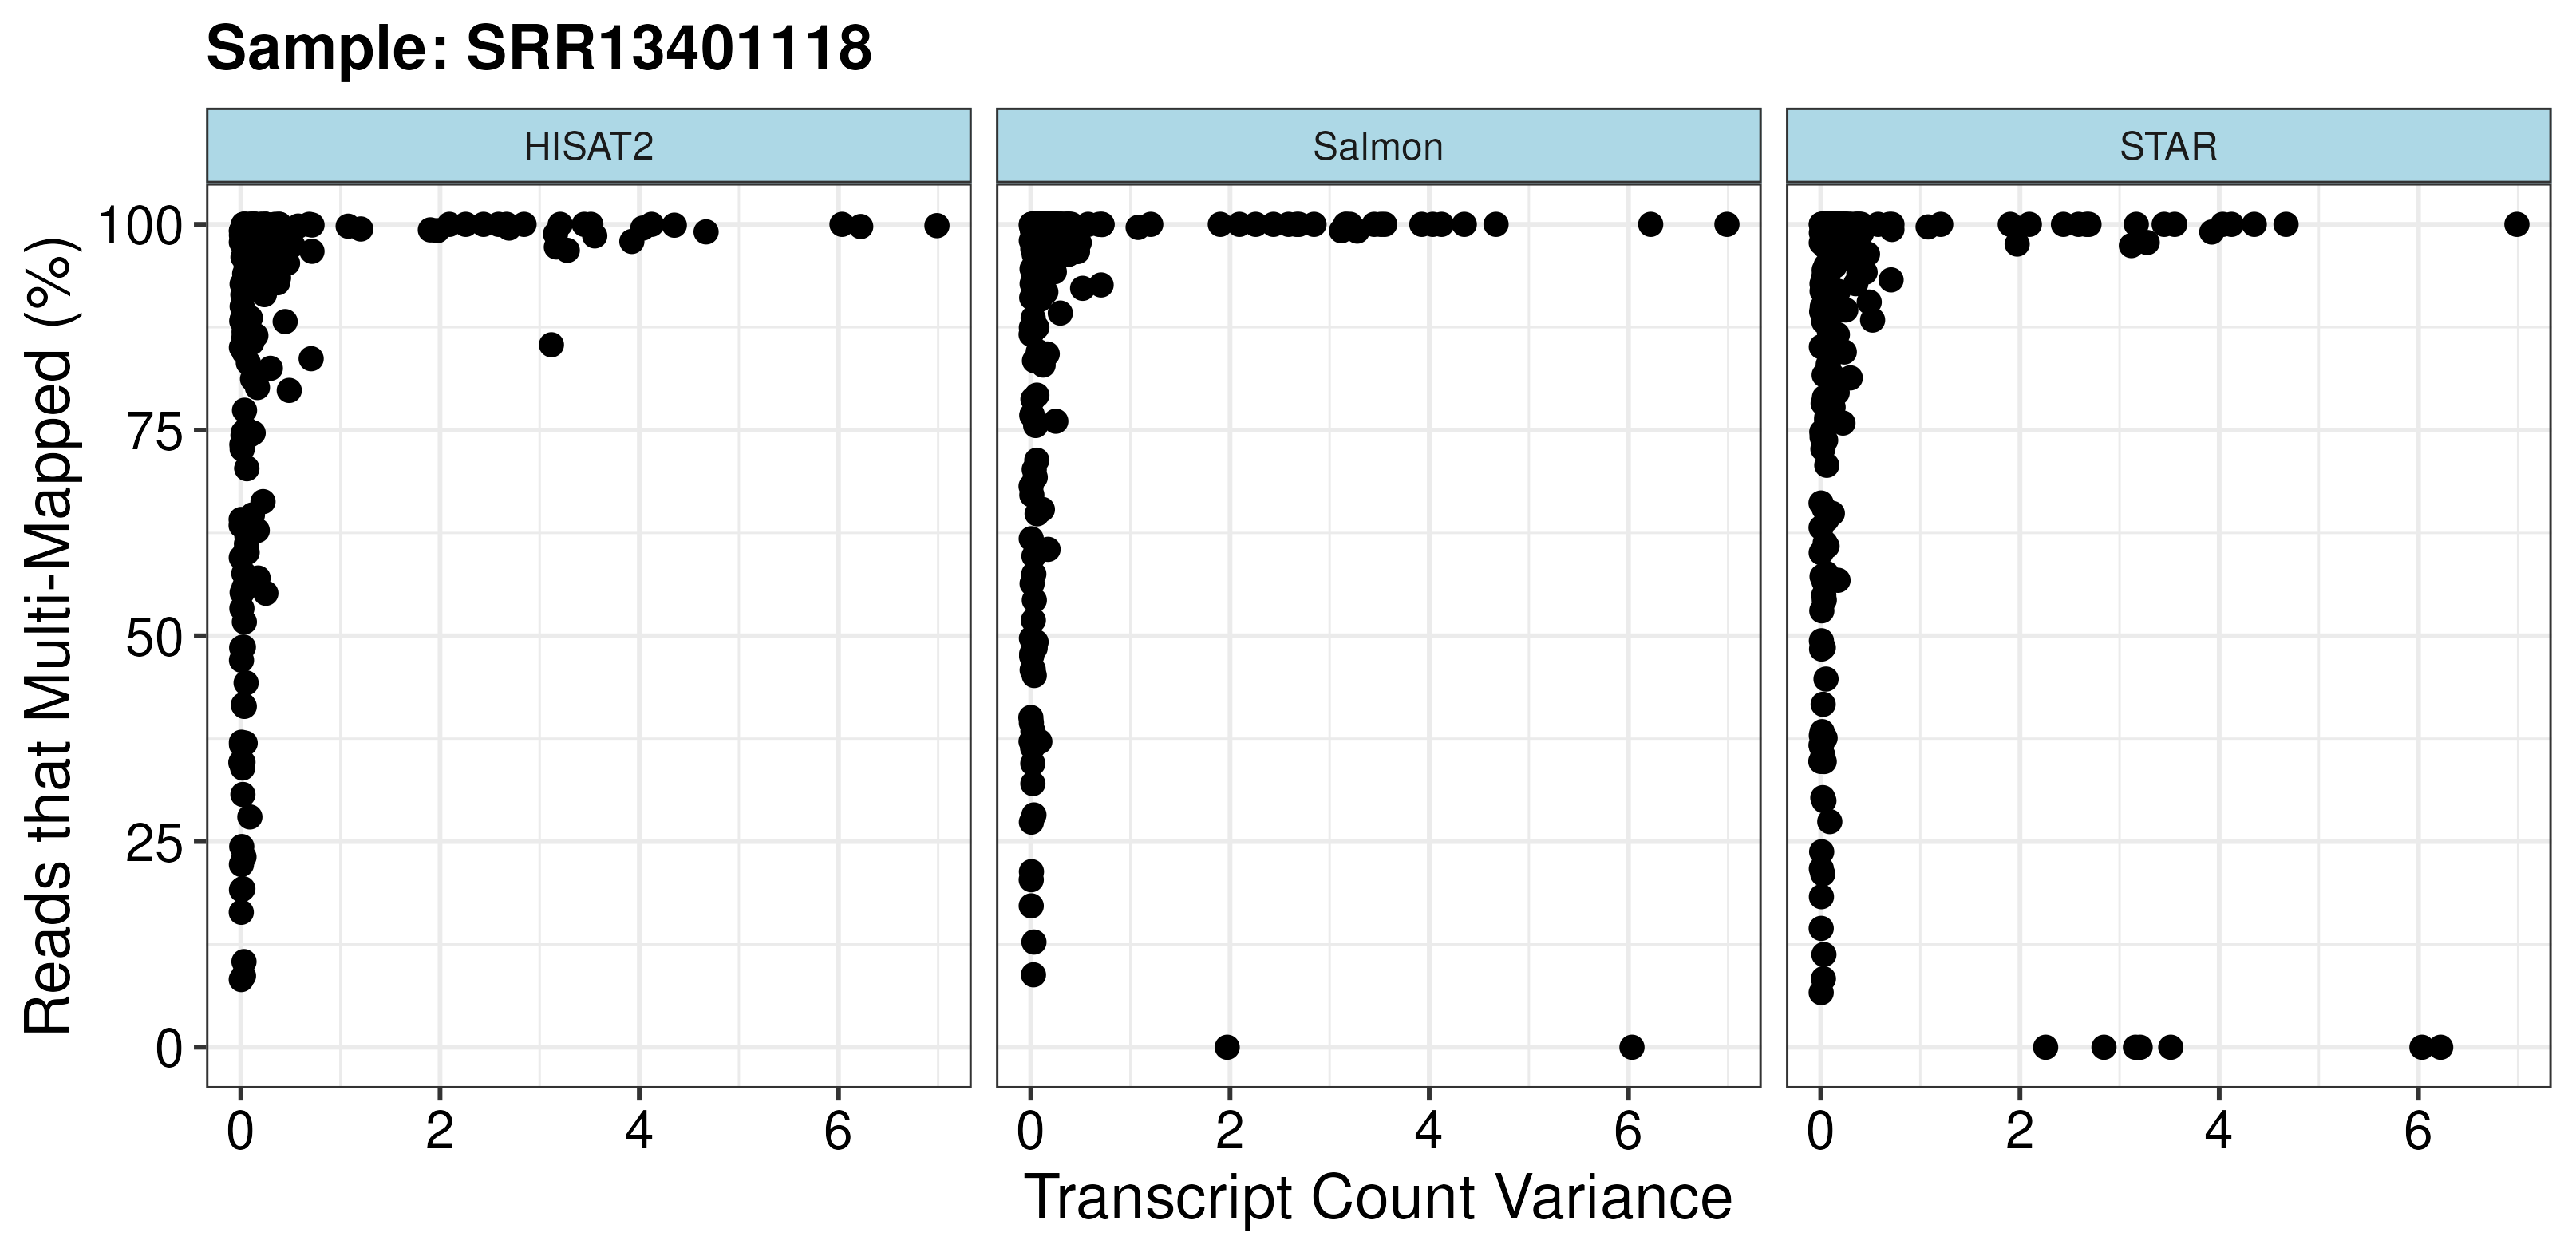 Sample: SRR13401118
HISAT2
Salmon
STAR
Reads that Multi-Mapped (%)
100
75
50
25
0
0 2 4 6
0 2 4 6
0 2 4 6
Transcript Count Variance